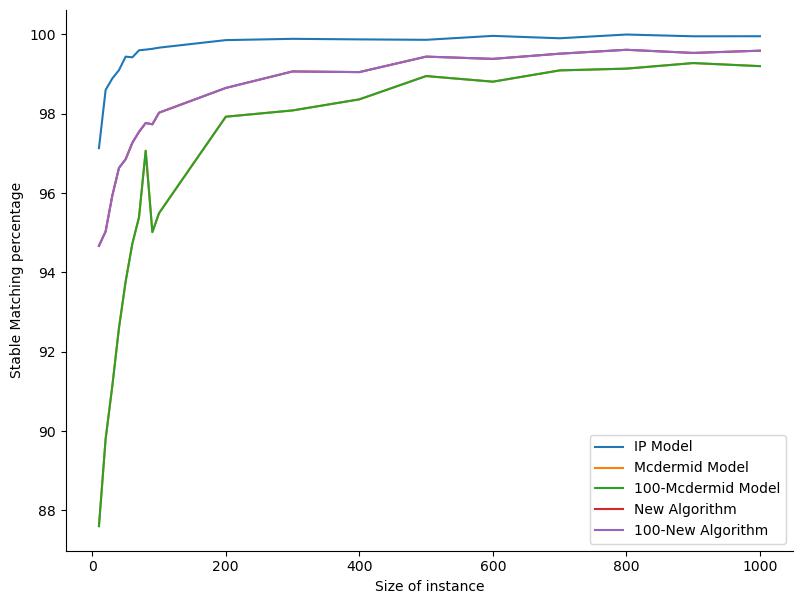 100
98
96
94
92
90
88
Stable Matching percentage
0 200 400 600 800 1000
Size of instance
IP Model
Mcdermid Model
100-Mcdermid Model
New Algorithm
100-New Algorithm